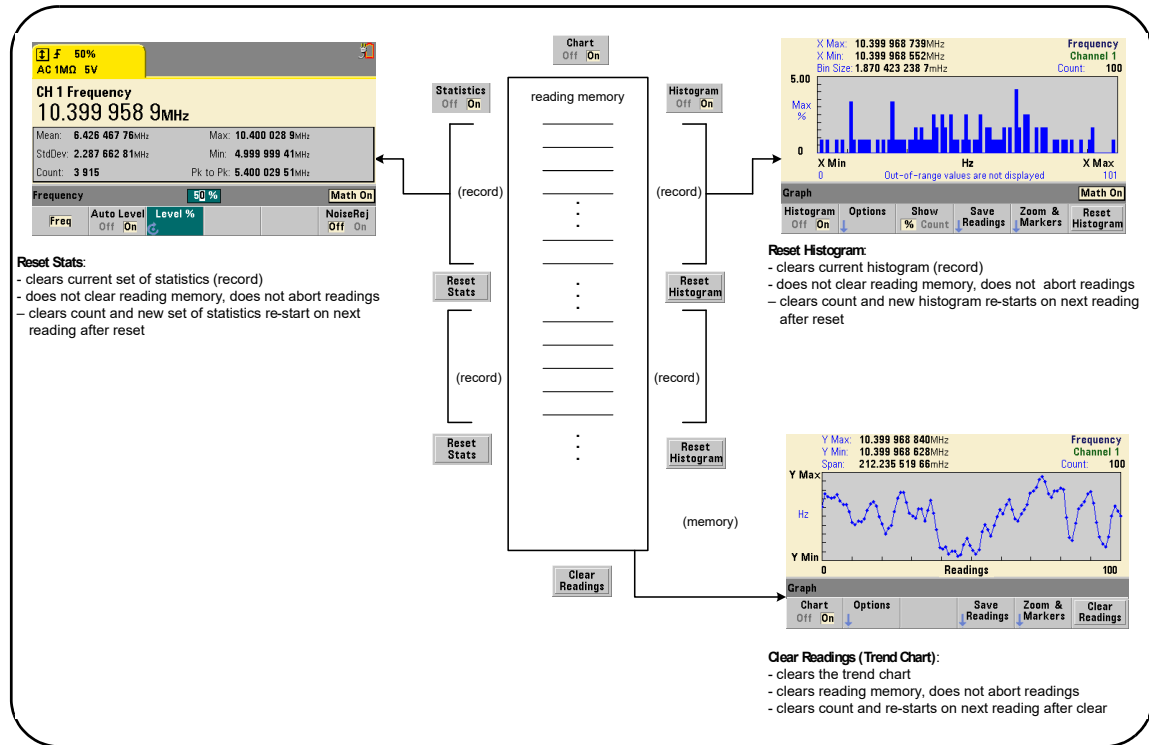 50%
AC 1MΩ 5V
CH 1 Frequency
10.399 958 9MHz
Mean: 6.426 467 76MHz Max: 10.400 028 9MHz
StdDev: 2.287 662 81MHz Min: 4.999 999 41MHz
Count: 3 915 Pk to Pk: 5.400 029 51MHz
Frequency 50 % Math On
Freq
Auto Level
Off On
Level %
NoiseRej
Off On
Reset Stats:
- clears current set of statistics (record)
- does not clear reading memory, does not abort readings
– clears count and new set of statistics re-start on next
reading after reset
Chart
Off On
Statistics
Off On
reading memory
Histogram
Off On
(record)
(record)
Reset
Stats
Reset
Histogram
(record)
(record)
Reset
Stats
Reset
Histogram
(memory)
Clear
Readings
X Max: 10.399 968 739MHz Frequency
X Min: 10.399 968 552MHz Channel 1
Bin Size: 1.870 423 238 7mHz Count: 100
5.00
Max
%
0
X Min Hz X Max
0 Out-of-range values are not displayed 101
Graph Math On
Histogram
Off On
Options
Show
% Count
Save
Readings
Zoom &
Markers
Reset
Histogram
Reset Histogram:
- clears current histogram (record)
- does not clear reading memory, does not abort readings
– clears count and new histogram re-starts on next reading
after reset
Y Max: 10.399 968 840MHz Frequency
Y Min: 10.399 968 628MHz Channel 1
Span: 212.235 519 66mHz Count: 100
Y Max
Hz
Y Min
0 Readings 100
Graph
Chart
Off On
Options
Save
Readings
Zoom &
Markers
Clear
Readings
Clear Readings (Trend Chart):
- clears the trend chart
- clears reading memory, does not abort readings
- clears count and re-starts on next reading after clear